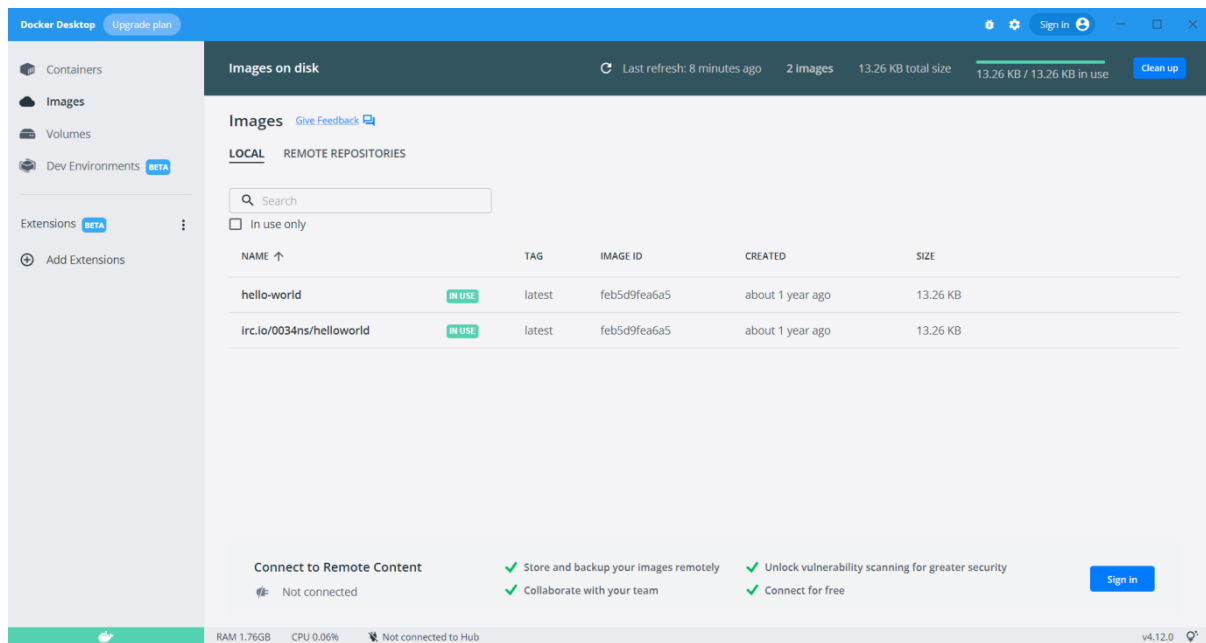 Docker Desktop Upgrade plan Sign in
Containers
Images
Volumes
Dev Environments BETA
Extensions BETA
Add Extensions
Images on disk Last refresh: 8 minutes ago 2 images 13.26 KB total size 13.26 KB / 13.26 KB in use Clean up
Images Give Feedback
LOCAL REMOTE REPOSITORIES
Search
In use only
NAME TAG IMAGE ID CREATED SIZE
hello-world IN USE latest feb5d9fea6a5 about 1 year ago 13.26 KB
irc.io/0034ns/helloworld IN USE latest feb5d9fea6a5 about 1 year ago 13.26 KB
Connect to Remote Content
Not connected
Store and backup your images remotely
Collaborate with your team
Unlock vulnerability scanning for greater security
Connect for free
Sign in
RAM 1.76GB CPU 0.06% Not connected to Hub v4.12.0